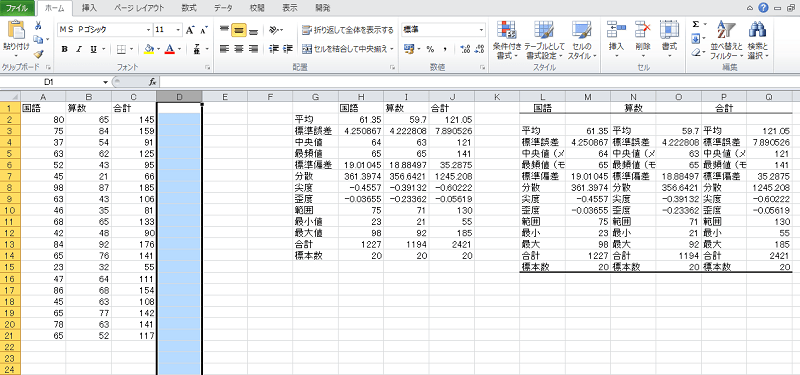 ファイル ホーム 挿入 ページ レイアウト 数式 データ 校閲 表示 開発
貼り付け ＭＳ Ｐゴシック 11 折り返して全体を表示する 標準 条件付き書式 テーブルとして書式設定 セルのスタイル 挿入 削除 書式 並べ替えとフィルター 検索と選択
B I U セルを結合して中央揃え
クリップボード フォント 配置 数値 スタイル セル 編集
D1 fx
A B C D E F G H I J K L M N O P Q
1 国語 算数 合計 国語 算数 合計 国語 算数 合計
2 80 65 145 平均 61.35 59.7 121.05
3 75 84 159 標準誤差 4.250867 4.222808 7.890526 平均 61.35 平均 59.7 平均 121.05
4 37 54 91 中央値 64 63 121 標準誤差 4.250867 標準誤差 4.222808 標準誤差 7.890526
5 63 62 125 最頻値 65 65 141 中央値（メ 64 中央値（メ 63 中央値（メ 121
6 52 43 95 標準偏差 19.01045 18.88497 35.2875 最頻値（モ 65 最頻値（モ 65 最頻値（モ 141
7 45 21 66 分散 361.3974 356.6421 1245.208 標準偏差 19.01045 標準偏差 18.88497 標準偏差 35.2875
8 98 87 185 尖度 -0.4557 -0.39132 -0.60222 分散 361.3974 分散 356.6421 分散 1245.208
9 63 43 106 歪度 -0.03655 -0.23362 -0.05619 尖度 -0.4557 尖度 -0.39132 尖度 -0.60222
10 46 35 81 範囲 75 71 130 歪度 -0.03655 歪度 -0.23362 歪度 -0.05619
11 68 65 133 最小値 23 21 55 範囲 75 範囲 71 範囲 130
12 42 48 90 最大値 98 92 185 最小 23 最小 21 最小 55
13 84 92 176 合計 1227 1194 2421 最大 98 最大 92 最大 185
14 65 76 141 標本数 20 20 20 合計 1227 合計 1194 合計 2421
15 23 32 55 標本数 20 標本数 20 標本数 20
16 47 64 111
17 86 68 154
18 45 63 108
19 65 77 142
20 78 63 141
21 65 52 117
22
23
24